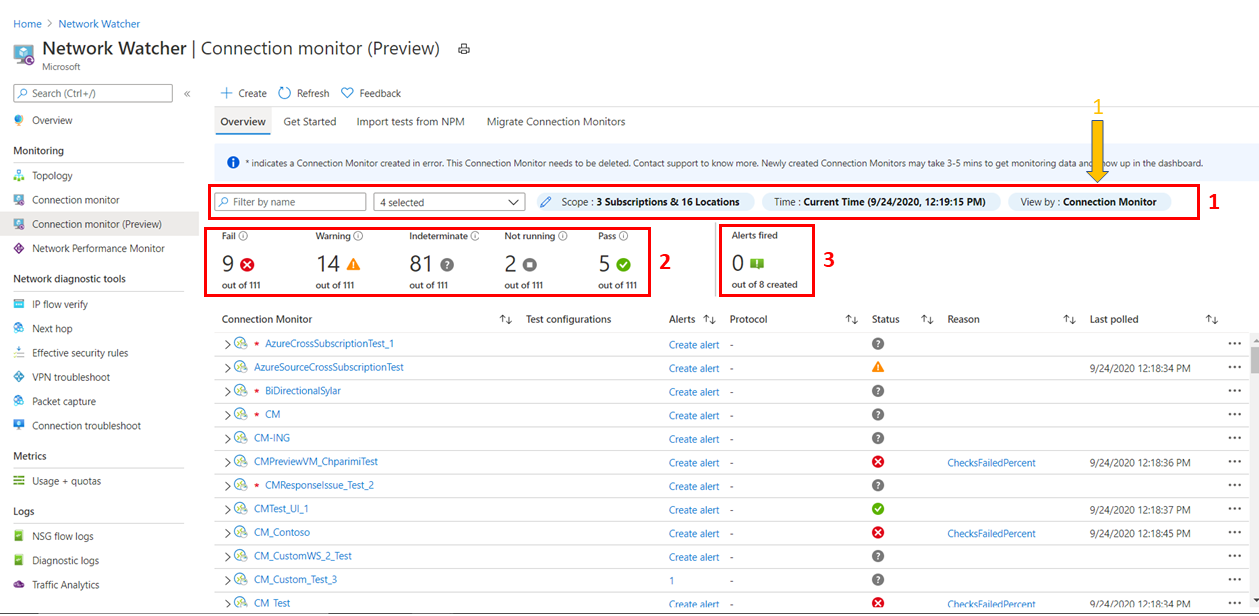 Home > Network Watcher
Network Watcher | Connection monitor (Preview)
Microsoft
Search (Ctrl+/)
«
Overview
Monitoring
Topology
Connection monitor
Connection monitor (Preview)
Network Performance Monitor
Network diagnostic tools
IP flow verify
Next hop
Effective security rules
VPN troubleshoot
Packet capture
Connection troubleshoot
Metrics
Usage + quotas
Logs
NSG flow logs
Diagnostic logs
Traffic Analytics
Create Refresh Feedback
Overview Get Started Import tests from NPM Migrate Connection Monitors
1
* indicates a Connection Monitor created in error. This Connection Monitor needs to be deleted. Contact support to know more. Newly created Connection Monitors may take 3-5 mins to get monitoring data and show up in the dashboard.
Filter by name 4 selected Scope : 3 Subscriptions & 16 Locations Time : Current Time (9/24/2020, 12:19:15 PM) View by : Connection Monitor 1
Fail Warning Indeterminate Not running Pass Alerts fired
9 14 81 2 5 2 0 3
out of 111 out of 111 out of 111 out of 111 out of 111 out of 8 created
Connection Monitor Test configurations Alerts Protocol Status Reason Last polled
* AzureCrossSubscriptionTest_1 Create alert - ...
AzureSourceCrossSubscriptionTest Create alert - 9/24/2020 12:18:34 PM ...
* BiDirectionalSylar Create alert - ...
* CM Create alert - ...
CM-ING Create alert - ...
CMPreviewVM_ChparimiTest Create alert - ChecksFailedPercent 9/24/2020 12:18:36 PM ...
* CMResponseIssue_Test_2 Create alert - ...
CMTest_UI_1 Create alert - 9/24/2020 12:18:37 PM ...
CM_Contoso Create alert - ChecksFailedPercent 9/24/2020 12:18:45 PM ...
CM_CustomWS_2_Test Create alert - ...
CM_Custom_Test_3 1 - ...
CM_Test Create alert - ChecksFailedPercent 9/24/2020 12:18:34 PM ...